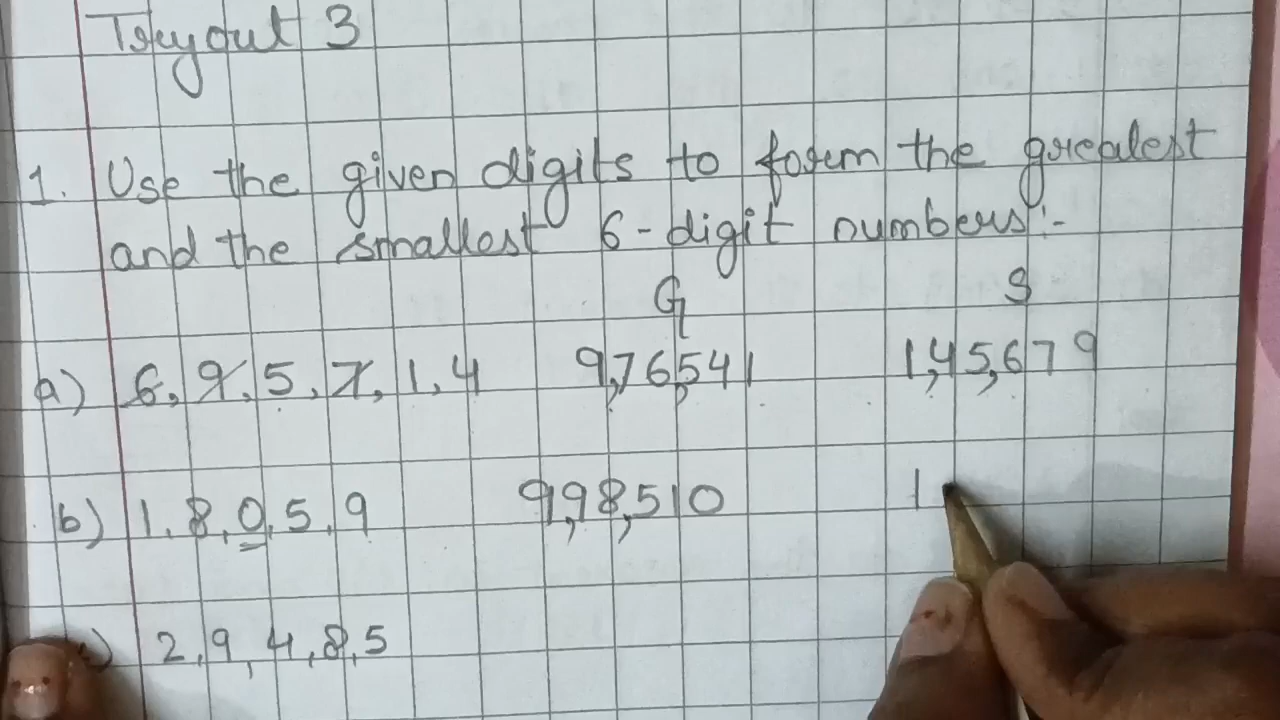 Tryout 3
1. Use the given digits to form the greatest
and the smallest 6-digit numbers:-
G S
a) 6, 9, 5, 7, 1, 4 9,76,541 1,45,679
b) 1, 8, 0, 5, 9 9,98,510 1
c) 2, 9, 4, 8, 5